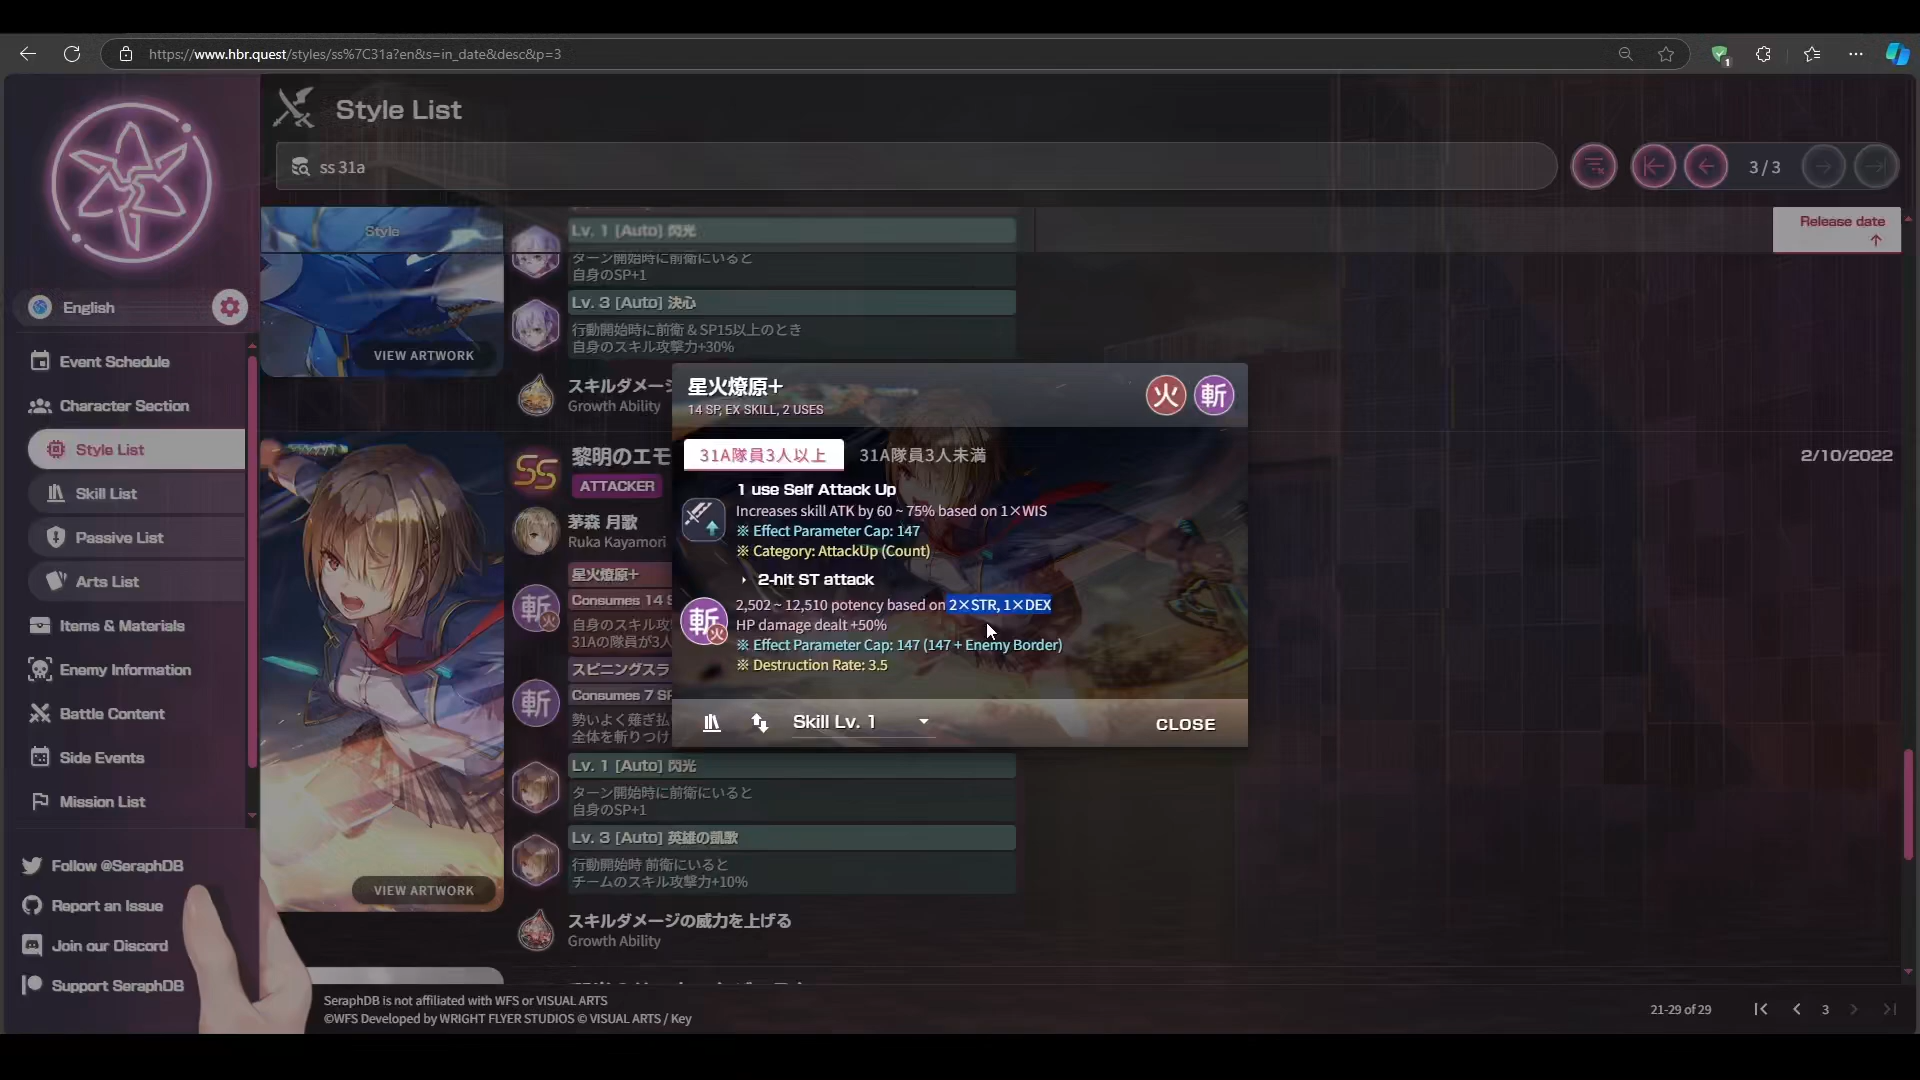 https://www.hbr.quest/styles/ss%7C31a?en&s=in_date&desc&p=3
1
Style List
ss 31a
3 / 3
English
Event Schedule
Character Section
Style List
Skill List
Passive List
Arts List
Items & Materials
Enemy Information
Battle Content
Side Events
Mission List
Follow @SeraphDB
Report an Issue
Join our Discord
Support SeraphDB
Style
Release date
Lv. 1 [Auto] 閃光
ターン開始時に前衛にいると
自身のSP+1
Lv. 3 [Auto] 決心
行動開始時に前衛 & SP15以上のとき
自身のスキル攻撃力+30%
VIEW ARTWORK
スキルダメージ
Growth Ability
SS
黎明のエモ
ATTACKER
2/10/2022
茅森 月歌
Ruka Kayamori
星火燎原+
Consumes 14 S
自身のスキル攻
31Aの隊員が3人
斬
火
スピニングスラ
Consumes 7 SP
勢いよく薙ぎ払
全体を斬りつけ
斬
Lv. 1 [Auto] 閃光
ターン開始時に前衛にいると
自身のSP+1
Lv. 3 [Auto] 英雄の凱歌
行動開始時 前衛にいると
チームのスキル攻撃力+10%
VIEW ARTWORK
スキルダメージの威力を上げる
Growth Ability
星火燎原+
14 SP, EX SKILL, 2 USES
火
斬
31A隊員3人以上
31A隊員3人未満
1 use Self Attack Up
Increases skill ATK by 60 ~ 75% based on 1×WIS
※ Effect Parameter Cap: 147
※ Category: AttackUp (Count)
2-hit ST attack
斬
火
2,502 ~ 12,510 potency based on 2×STR, 1×DEX
HP damage dealt +50%
※ Effect Parameter Cap: 147 (147 + Enemy Border)
※ Destruction Rate: 3.5
Skill Lv. 1
CLOSE
SeraphDB is not affiliated with WFS or VISUAL ARTS
©WFS Developed by WRIGHT FLYER STUDIOS © VISUAL ARTS / Key
21-29 of 29
3